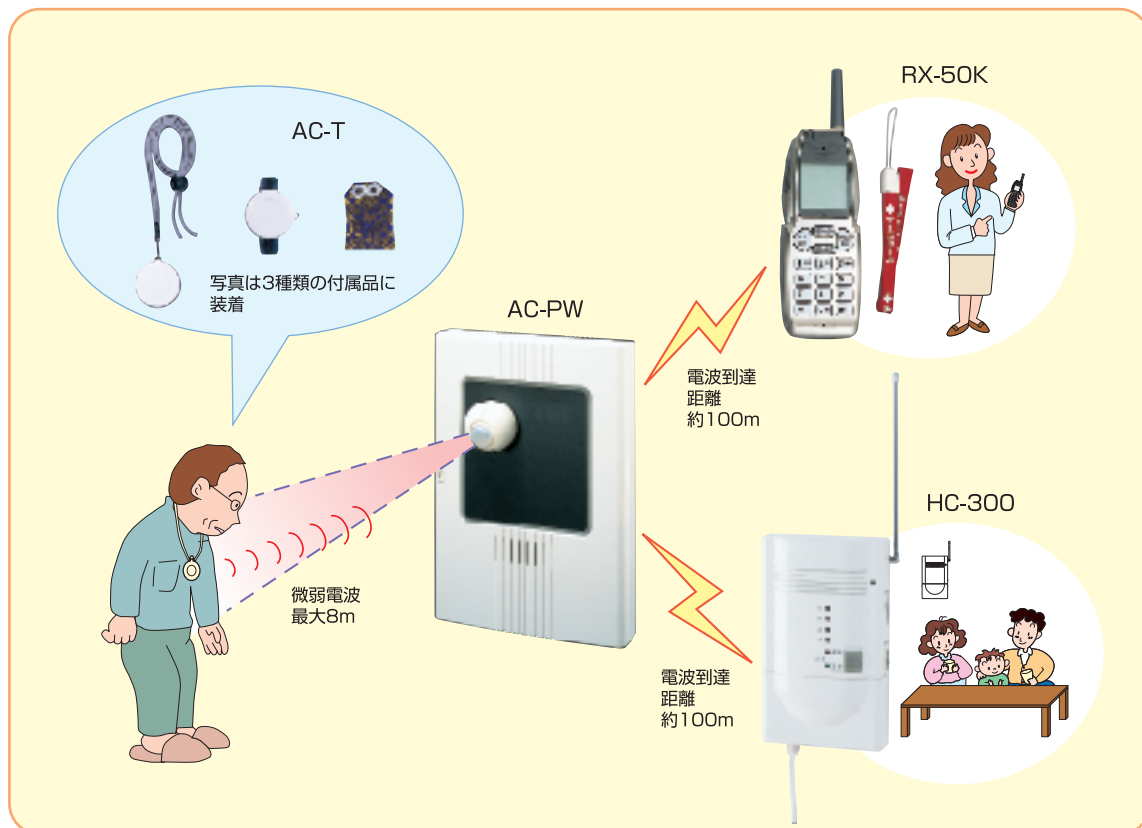 AC-T
写真は3種類の付属品に
装着
AC-PW
RX-50K
電波到達
距離
約100m
微弱電波
最大8m
HC-300
電波到達
距離
約100m